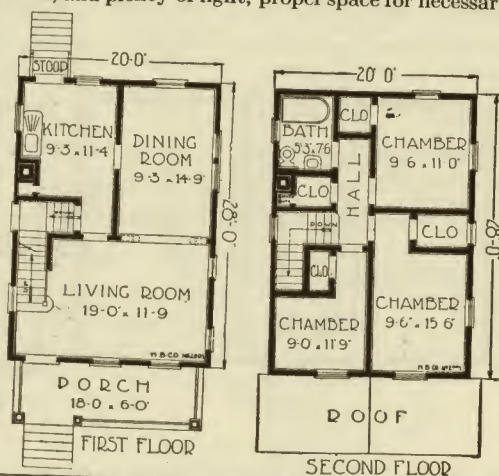 and plenty of light, proper space for necessar
STOOP
20-0"
KITCHEN
9-3 x 11-4
DINING
ROOM
9-3 x 14-9"
28'-0"
LIVING ROOM
19-0" x 11-9
PORCH
18-0 x 6-0"
FIRST FLOOR
20' 0"
BATH
5'3 x 76
CLO
CHAMBER
9 6 x 11-0"
HALL
CLO
DOWN
CLO
28-0"
CLO
CHAMBER
9-0 x 11'9"
CHAMBER
9-6" x 15 6"
ROOF
SECOND FLOOR